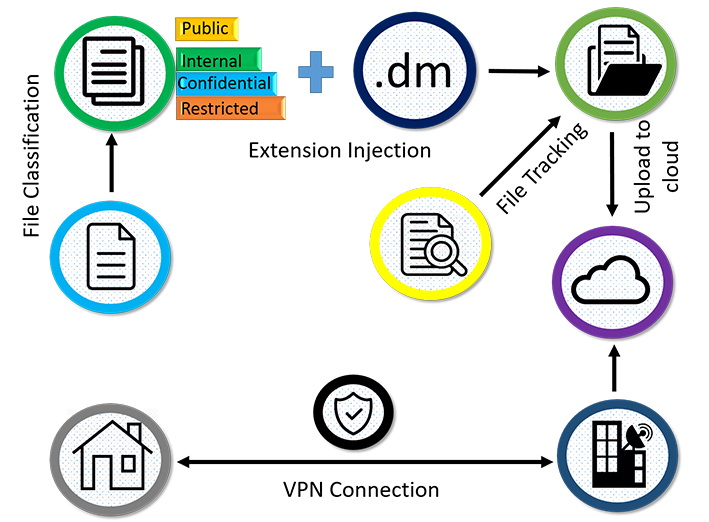 Public
Internal
Confidential
Restricted
.dm
File Classification
Extension Injection
File Tracking
Upload to
cloud
VPN Connection